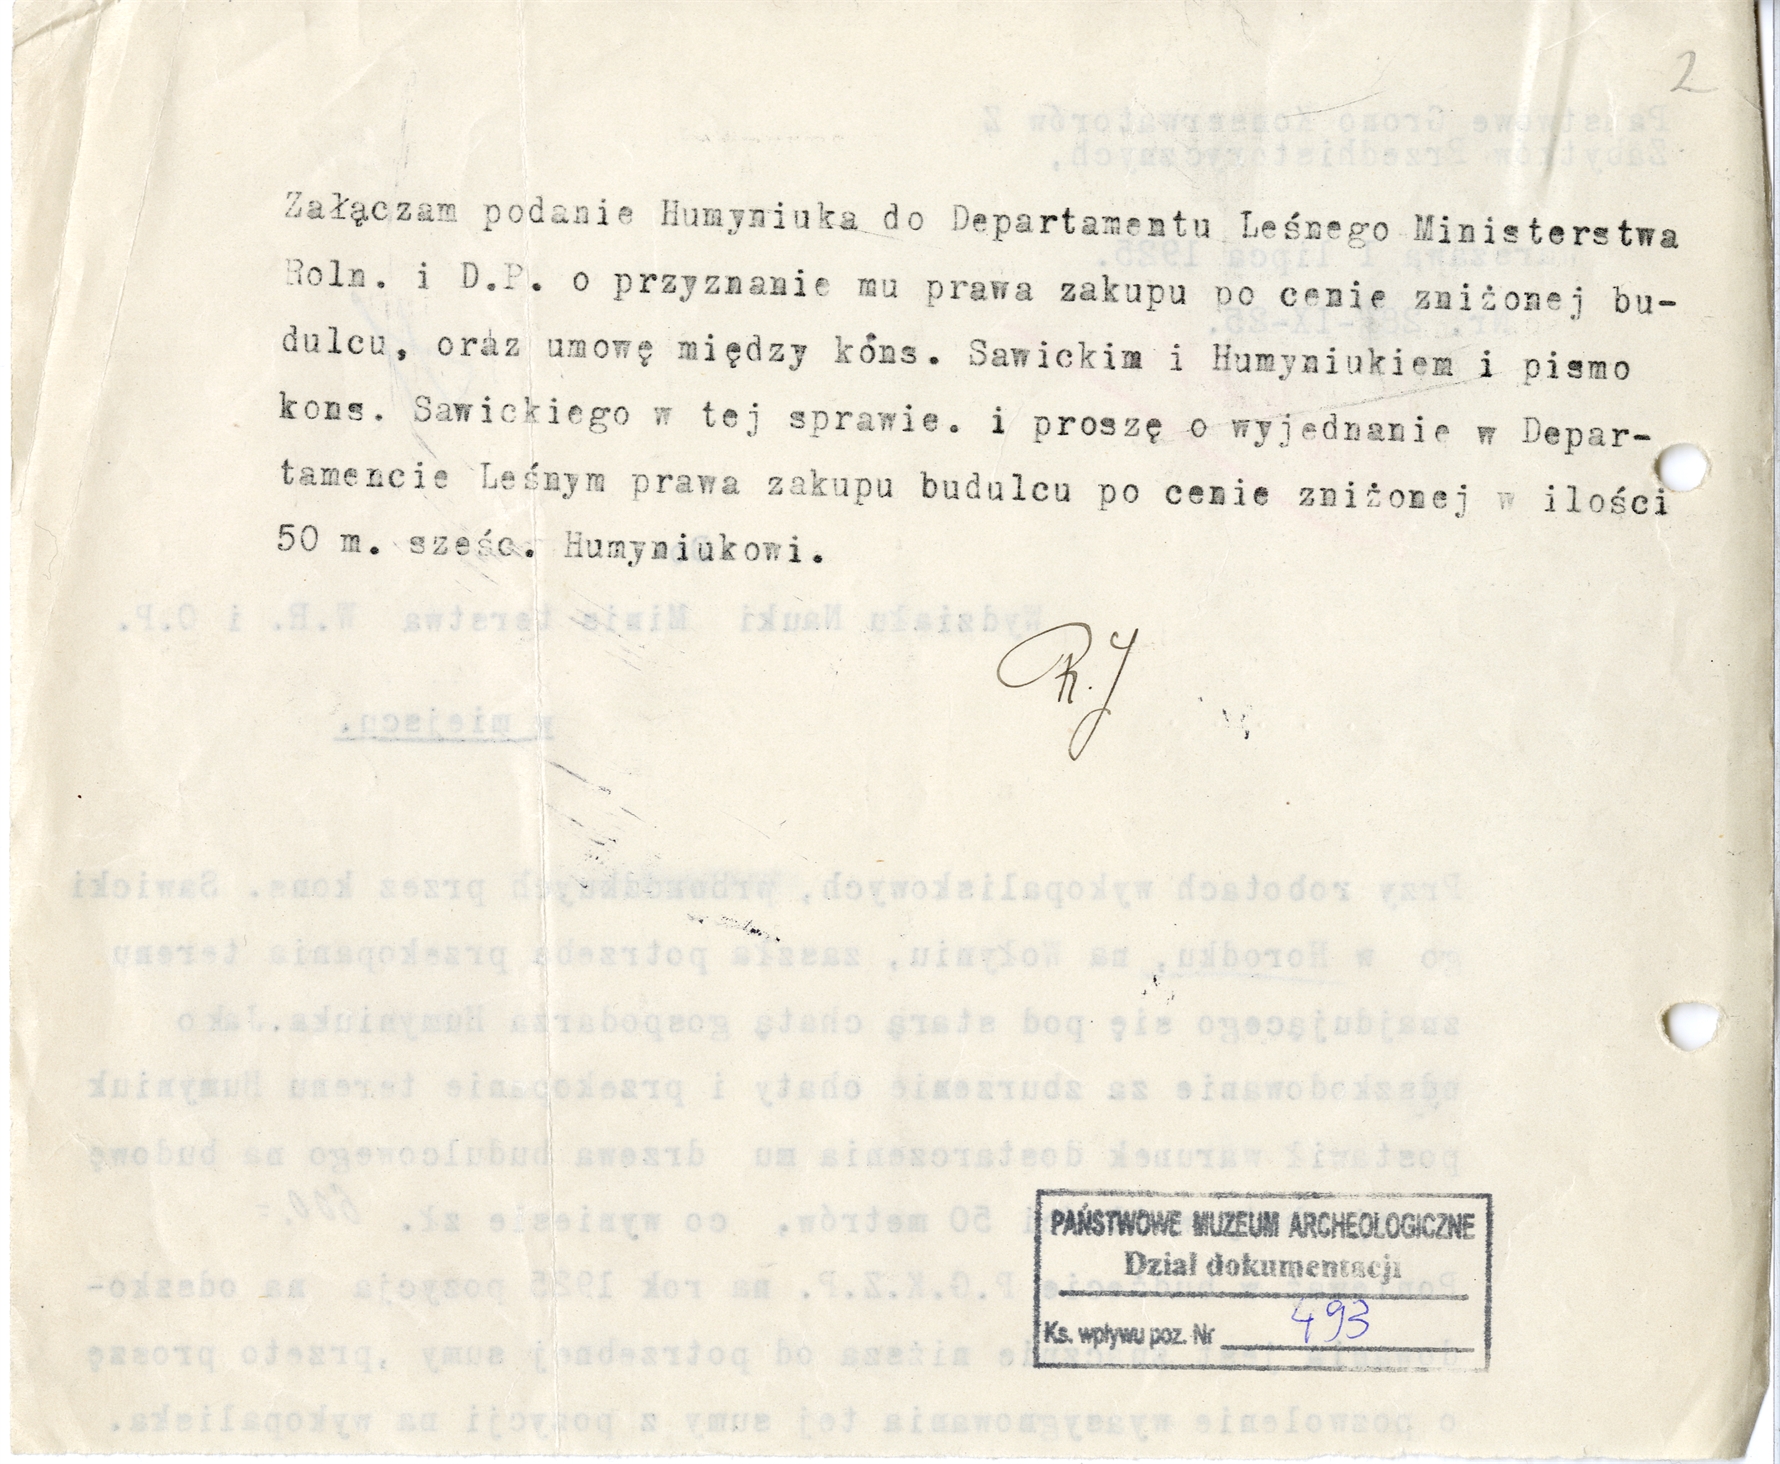 2
Załączam podanie Humyniuka do Departamentu Leśnego Ministerstwa
Roln. i D.P. o przyznanie mu prawa zakupu po cenie zniżonej bu-
dulcu, oraz umowę między kons. Sawickim i Humyniukiem i pismo
kons. Sawickiego w tej sprawie. i proszę o wyjednanie w Depar-
tamencie Leśnym prawa zakupu budulcu po cenie zniżonej w ilości
50 m. sześc. Humyniukowi.
R. J
PAŃSTWOWE MUZEUM ARCHEOLOGICZNE
Dział dokumentacji
Ks. wpływu poz. Nr 493